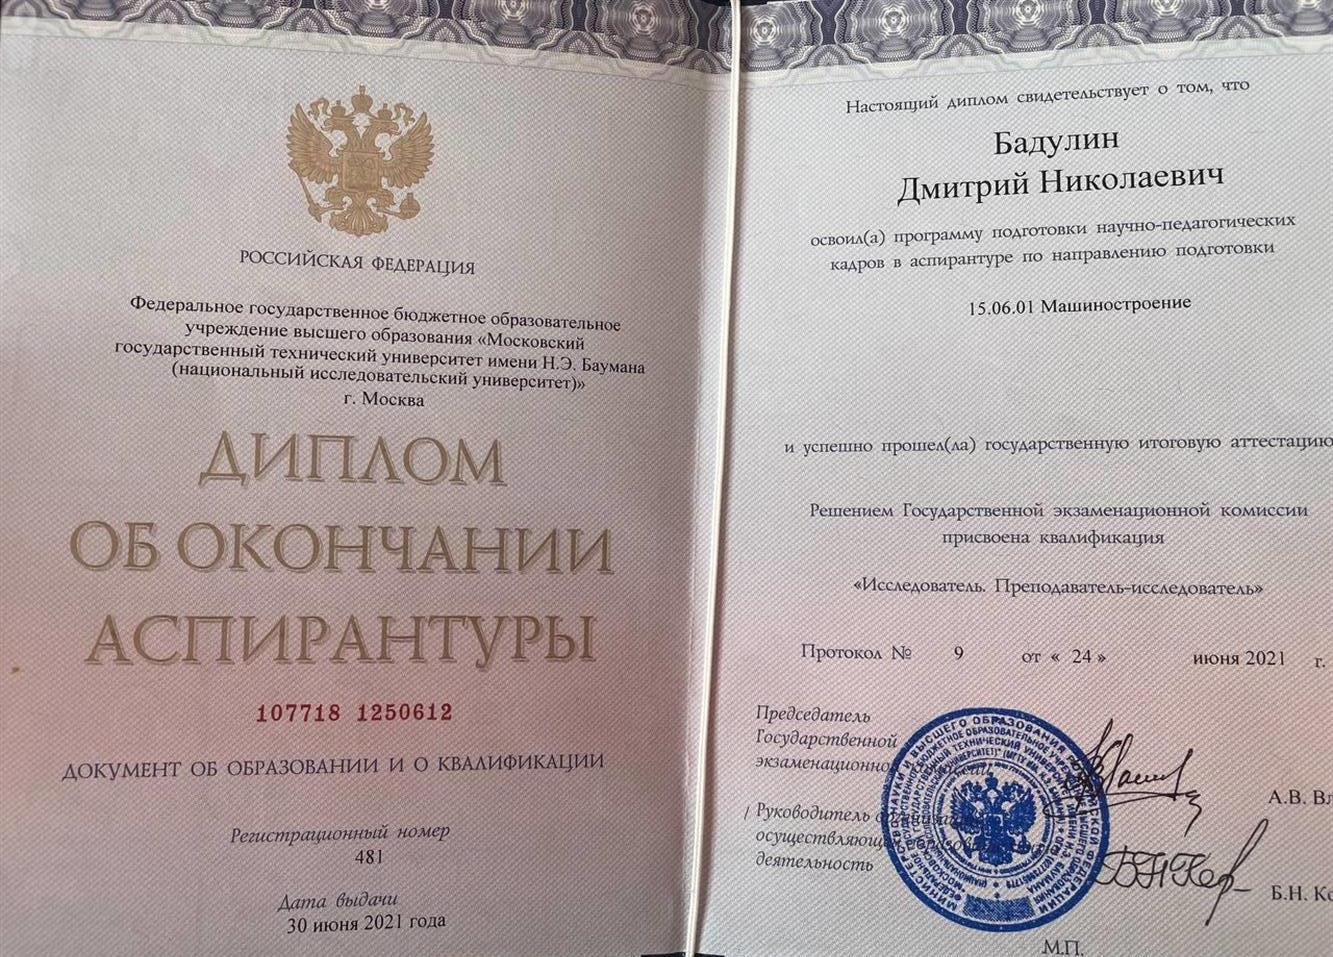 РОССИЙСКАЯ ФЕДЕРАЦИЯ
Федеральное государственное бюджетное образовательное
учреждение высшего образования «Московский
государственный технический университет имени Н.Э. Баумана
(национальный исследовательский университет)»
г. Москва
ДИПЛОМ
ОБ ОКОНЧАНИИ
АСПИРАНТУРЫ
107718 1250612
ДОКУМЕНТ ОБ ОБРАЗОВАНИИ И О КВАЛИФИКАЦИИ
Регистрационный номер
481
Дата выдачи
30 июня 2021 года
Настоящий диплом свидетельствует о том, что
Бадулин
Дмитрий Николаевич
освоил(а) программу подготовки научно-педагогических
кадров в аспирантуре по направлению подготовки
15.06.01 Машиностроение
и успешно прошел(ла) государственную итоговую аттестацию
Решением Государственной экзаменационной комиссии
присвоена квалификация
«Исследователь. Преподаватель-исследователь»
Протокол № 9 от « 24 » июня 2021 г.
Председатель
Государственной
экзаменационной
А.В. Вл
/ Руководитель
осуществляющ
деятельность
Б.Н. Ко
М.П.